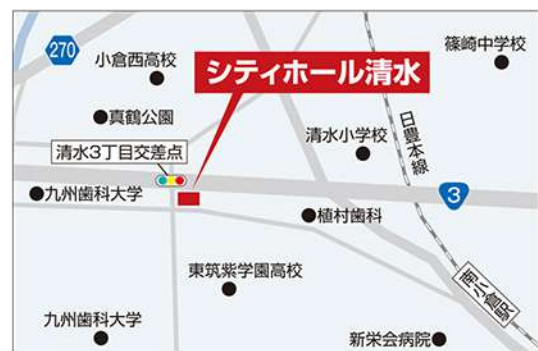 270
小倉西高校
シティホール清水
篠崎中学校
真鶴公園
清水3丁目交差点
清水小学校
日豊本線
九州歯科大学
3
植村歯科
東筑紫学園高校
南小倉駅
九州歯科大学
新栄会病院